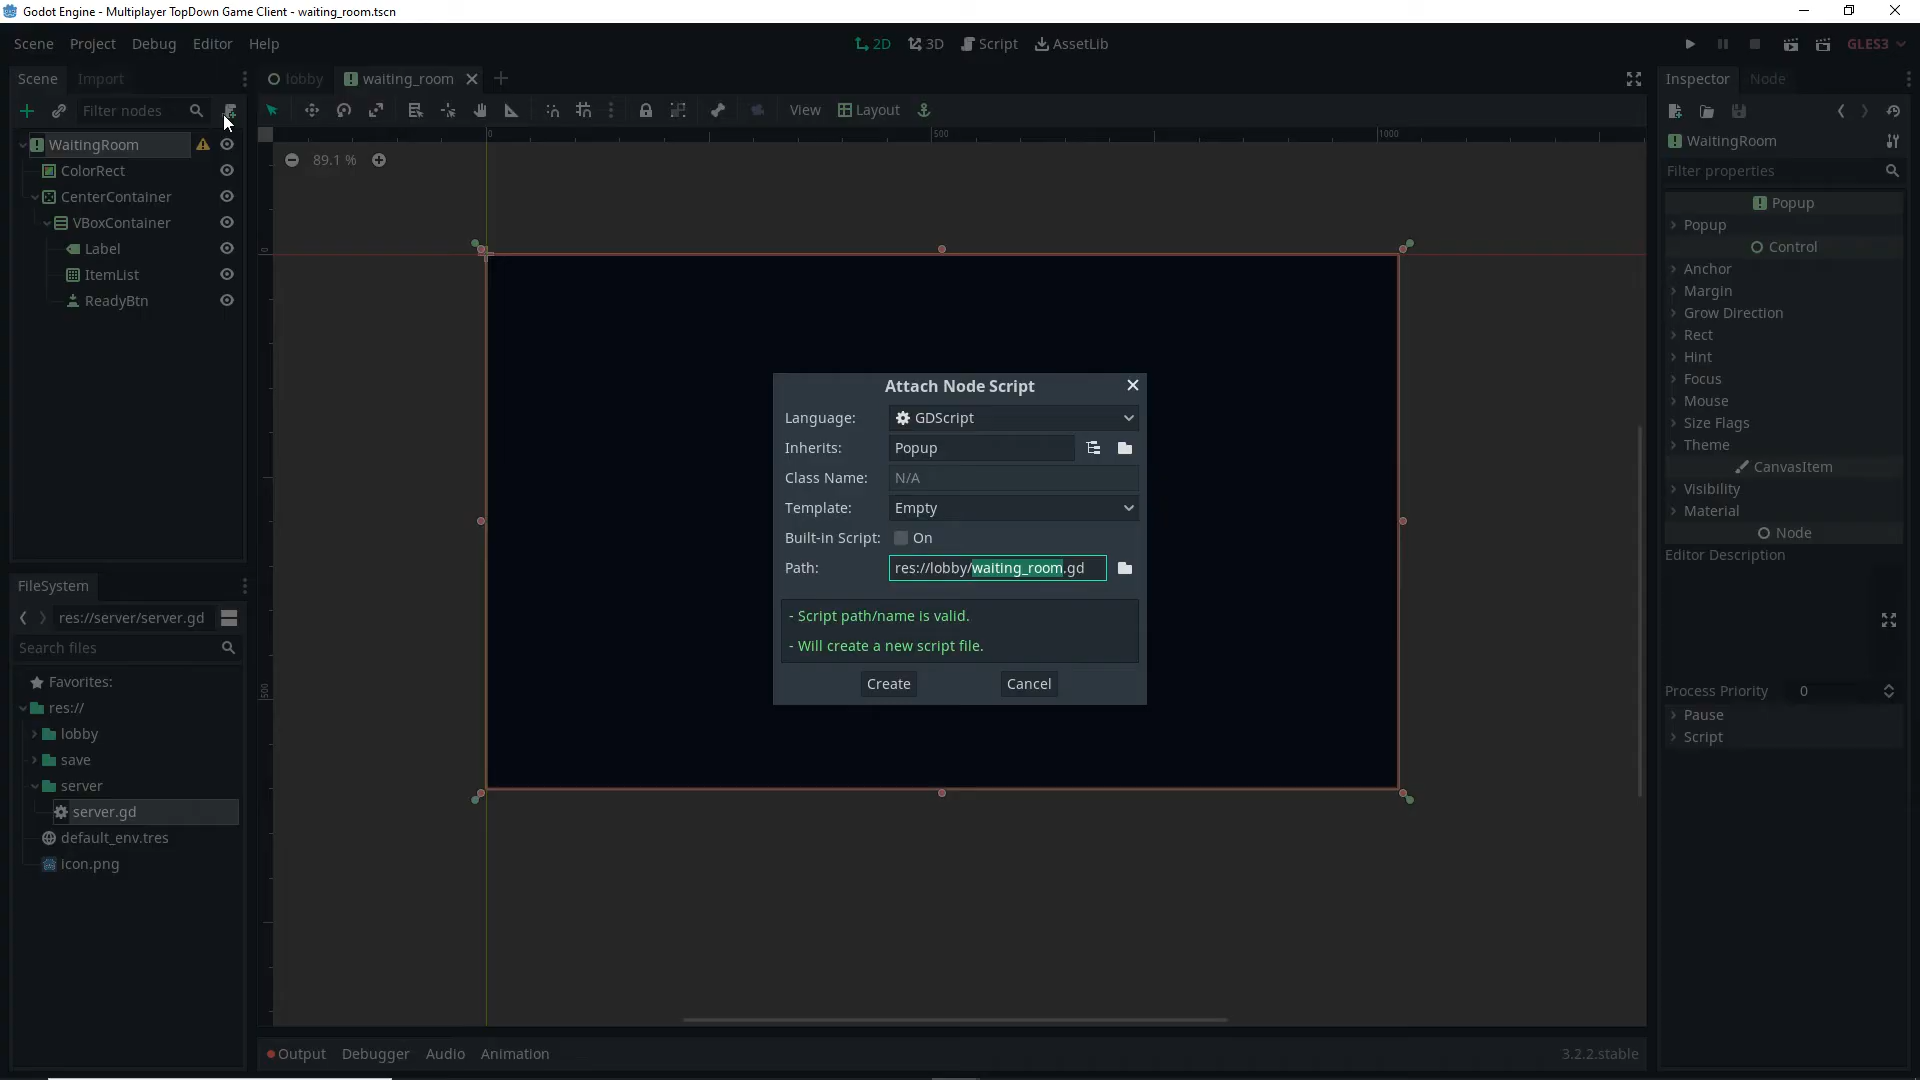 Godot Engine - Multiplayer TopDown Game Client - waiting_room.tscn
Scene Project Debug Editor Help
2D 3D Script AssetLib
GLES3
Scene Import
lobby waiting_room
Inspector Node
Filter nodes
View Layout
0 500 1000
WaitingRoom
ColorRect
CenterContainer
VBoxContainer
Label
ItemList
ReadyBtn
89.1 %
0
500
Attach Node Script
Language: GDScript
Inherits: Popup
Class Name: N/A
Template: Empty
Built-in Script: On
Path: res://lobby/waiting_room.gd
- Script path/name is valid.
- Will create a new script file.
Create Cancel
WaitingRoom
Filter properties
Popup
Popup
Control
Anchor
Margin
Grow Direction
Rect
Hint
Focus
Mouse
Size Flags
Theme
CanvasItem
Visibility
Material
Node
Editor Description
Process Priority 0
Pause
Script
FileSystem
res://server/server.gd
Search files
Favorites:
res://
lobby
save
server
server.gd
default_env.tres
icon.png
Output Debugger Audio Animation
3.2.2.stable